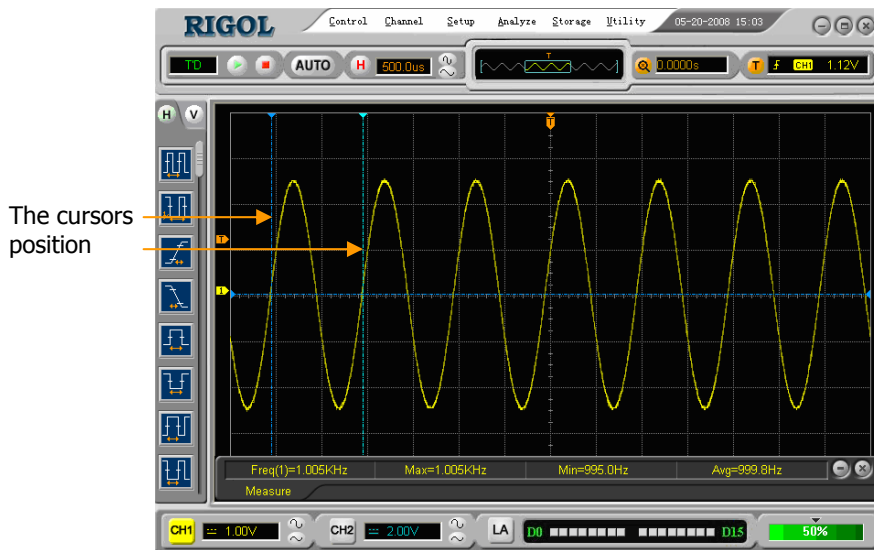 RIGOL Control Channel Setup Analyze Storage Utility 05-20-2008 15:03
T'D AUTO H 500.0us T 0.0000s T CH1 1.12V
H V
T
The cursors
position
T
1
Freq(1)=1.005KHz Max=1.005KHz Min=995.0Hz Avg=999.8Hz
Measure
CH1 1.00V CH2 2.00V LA D0 D15 50%